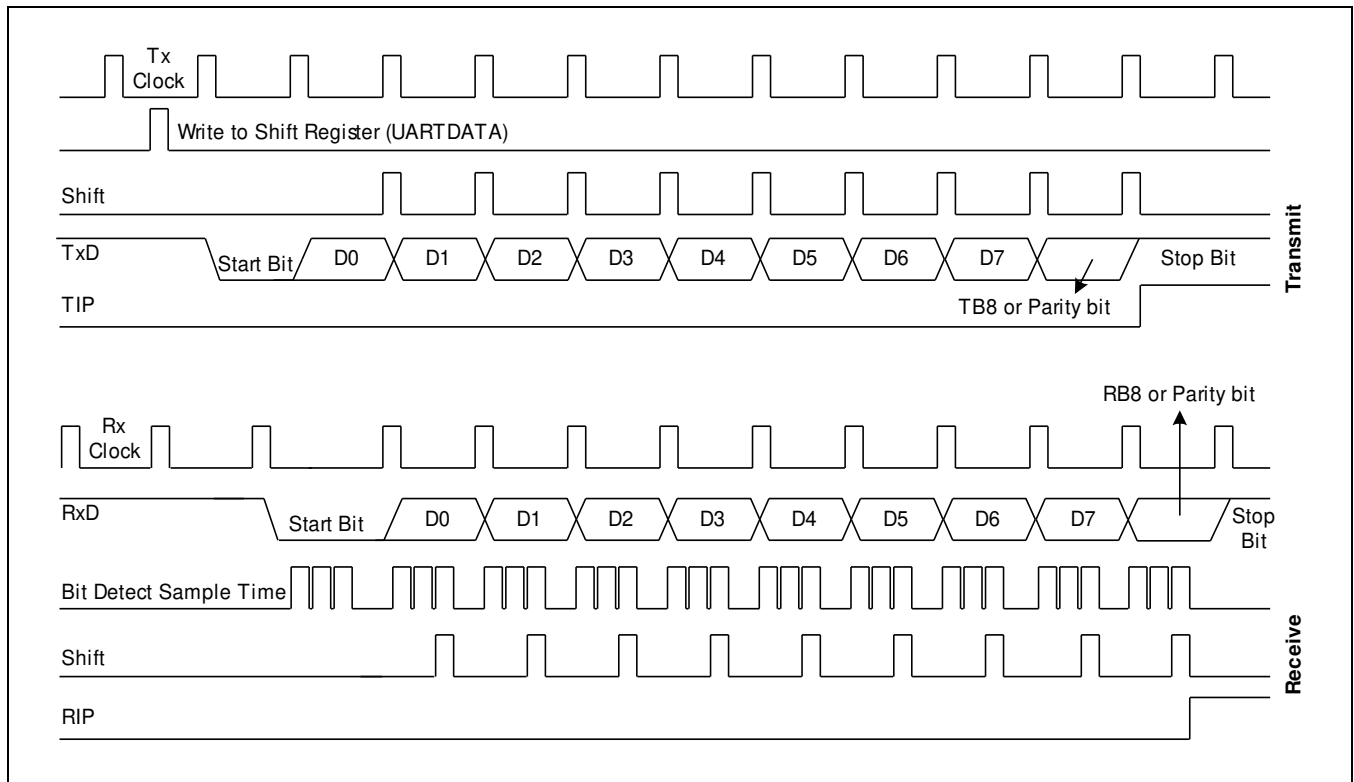 Tx
Clock
Write to Shift Register (UARTDATA)
Shift
TxD
Start Bit
D0
D1
D2
D3
D4
D5
D6
D7
Stop Bit
TIP
TB8 or Parity bit
Transmit
RB8 or Parity bit
Rx
Clock
RxD
Start Bit
D0
D1
D2
D3
D4
D5
D6
D7
Stop
Bit
Bit Detect Sample Time
Shift
RIP
Receive